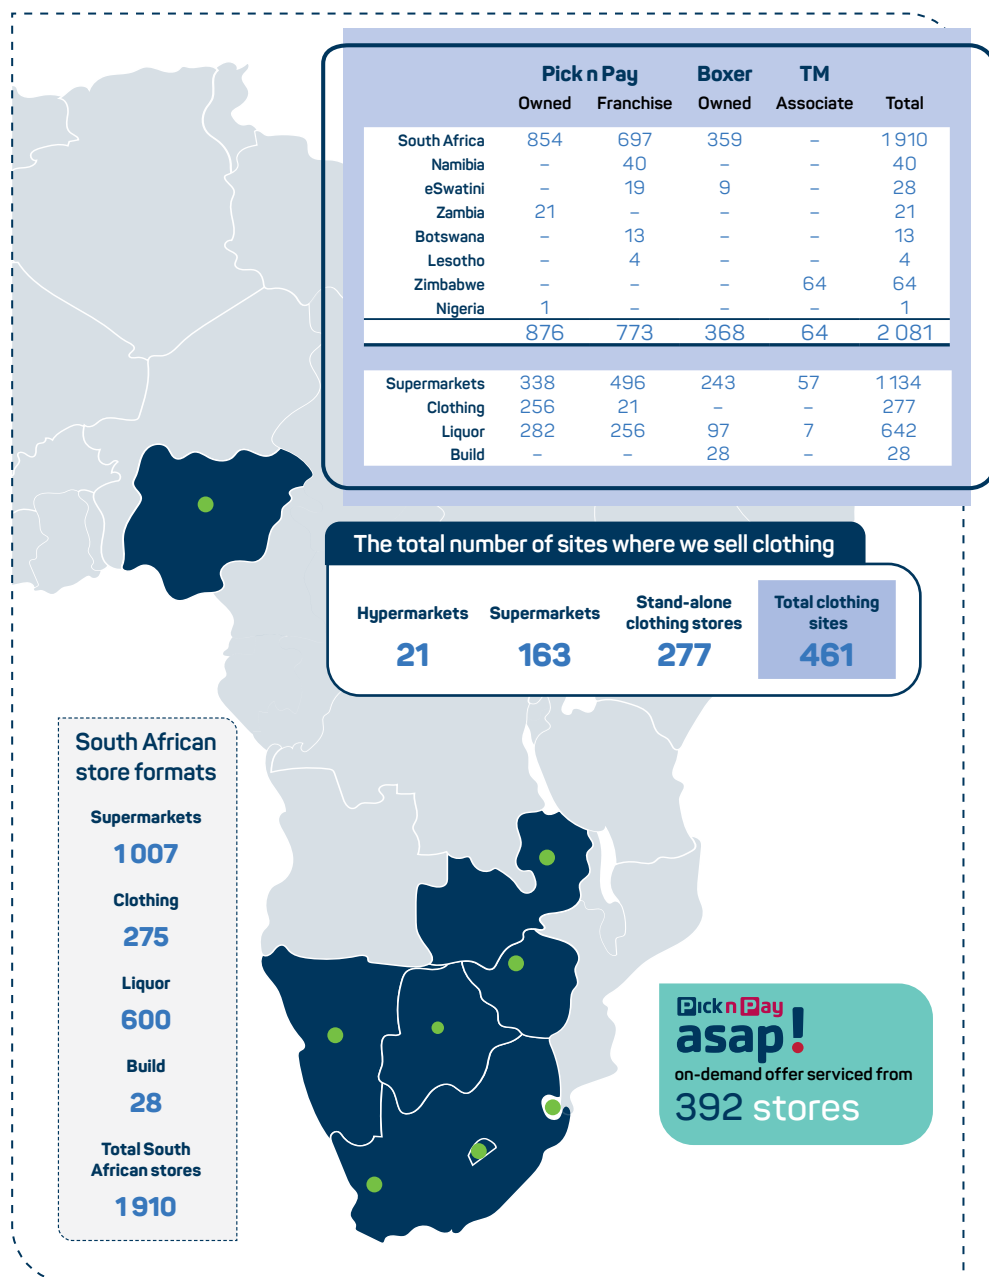 Pick n Pay Boxer TM
Owned Franchise Owned Associate Total
South Africa 854 697 359 – 1 910
Namibia – 40 – – 40
eSwatini – 19 9 – 28
Zambia 21 – – – 21
Botswana – 13 – – 13
Lesotho – 4 – – 4
Zimbabwe – – – 64 64
Nigeria 1 – – – 1
876 773 368 64 2 081
Supermarkets 338 496 243 57 1 134
Clothing 256 21 – – 277
Liquor 282 256 97 7 642
Build – – 28 – 28
The total number of sites where we sell clothing
Hypermarkets
21
Supermarkets
163
Stand-alone
clothing stores
277
Total clothing
sites
461
South African
store formats
Supermarkets
1 007
Clothing
275
Liquor
600
Build
28
Total South
African stores
1 910
Pick n Pay
asap!
on-demand offer serviced from
392 stores